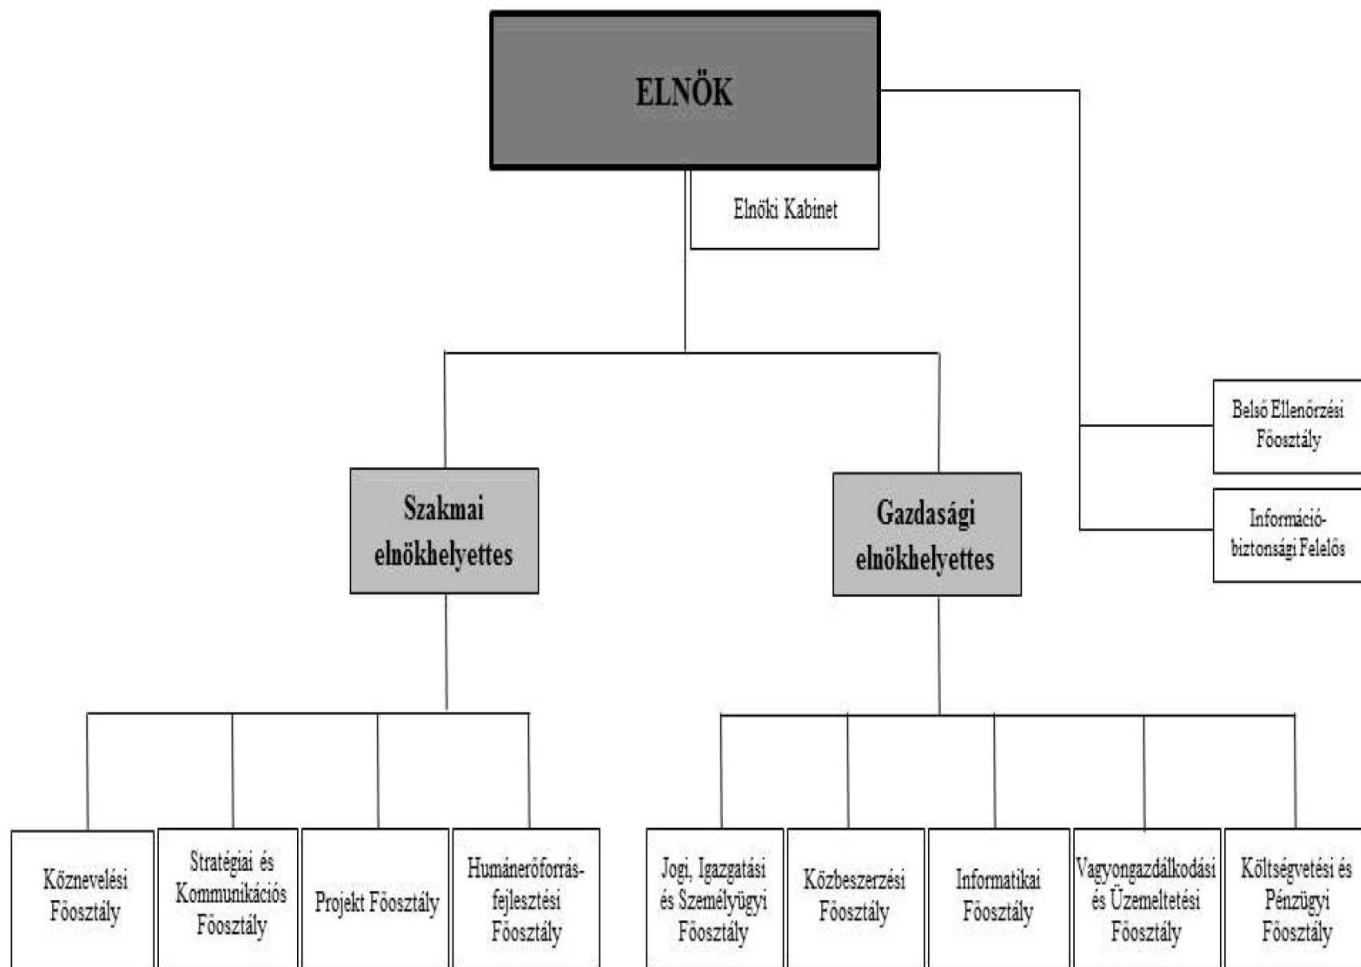 ELNÖK
Elnöki Kabinet
Belső Ellenőrzési
Főosztály
Információ-
biztonsági Felelős
Szakmai
elnökhelyettes
Gazdasági
elnökhelyettes
Köznevelési
Főosztály
Stratégiai és
Kommunikációs
Főosztály
Projekt Főosztály
Humánerőforrás-
fejlesztési
Főosztály
Jogi, Igazgatási
és Személyügyi
Főosztály
Közbeszerzési
Főosztály
Informatikai
Főosztály
Vagyongazdálkodási
és Üzemeltetési
Főosztály
Költségvetési és
Pénzügyi
Főosztály